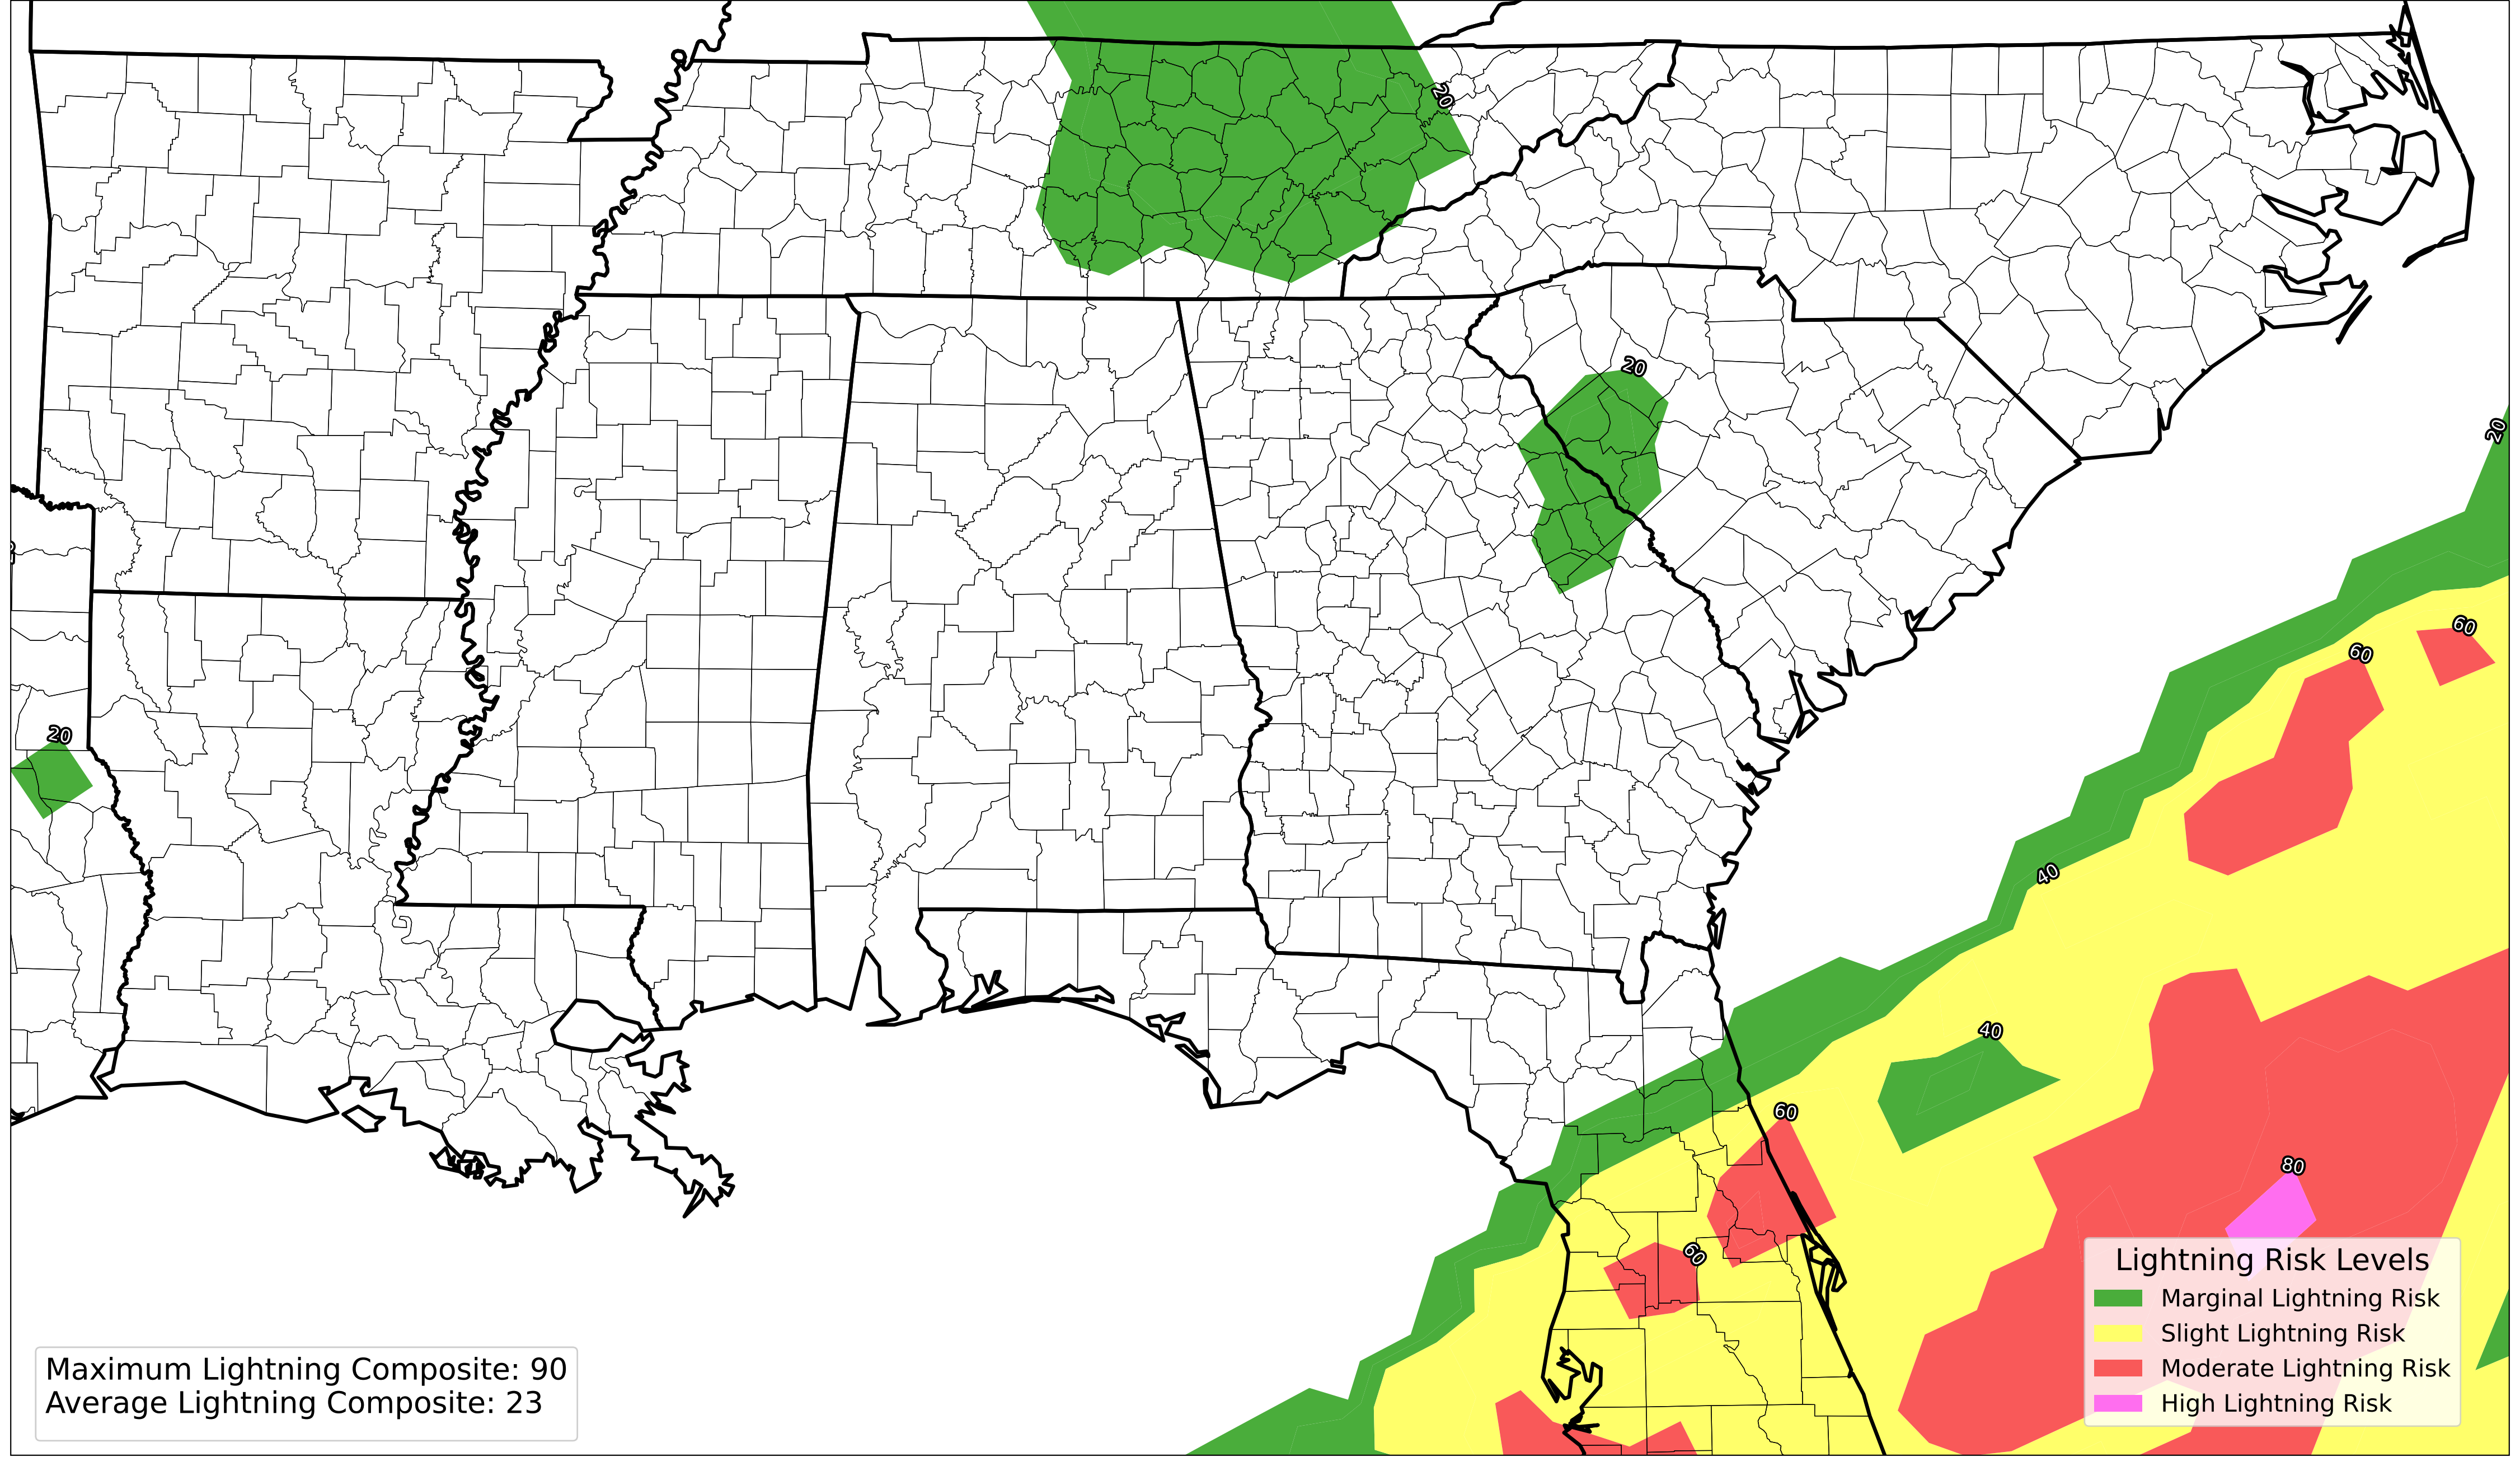 20
20
20
20
60
60
40
40
60
80
60
Lightning Risk Levels
Marginal Lightning Risk
Slight Lightning Risk
Moderate Lightning Risk
High Lightning Risk
Maximum Lightning Composite: 90
Average Lightning Composite: 23